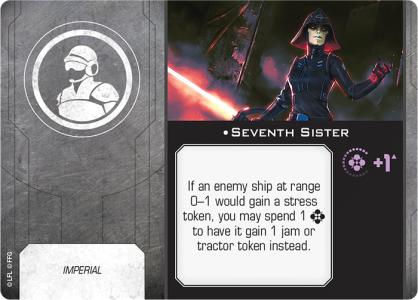 •SEVENTH SISTER
+1
If an enemy ship at range
0–1 would gain a stress
token, you may spend 1
to have it gain 1 jam or
tractor token instead.
IMPERIAL
© LFL © FFG